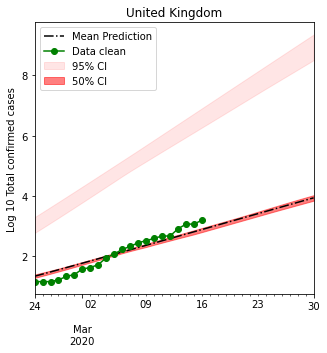 United Kingdom
Mean Prediction
Data clean
95% CI
50% CI
Log 10 Total confirmed cases
8
6
4
2
24
02
09
16
23
30
Mar
2020